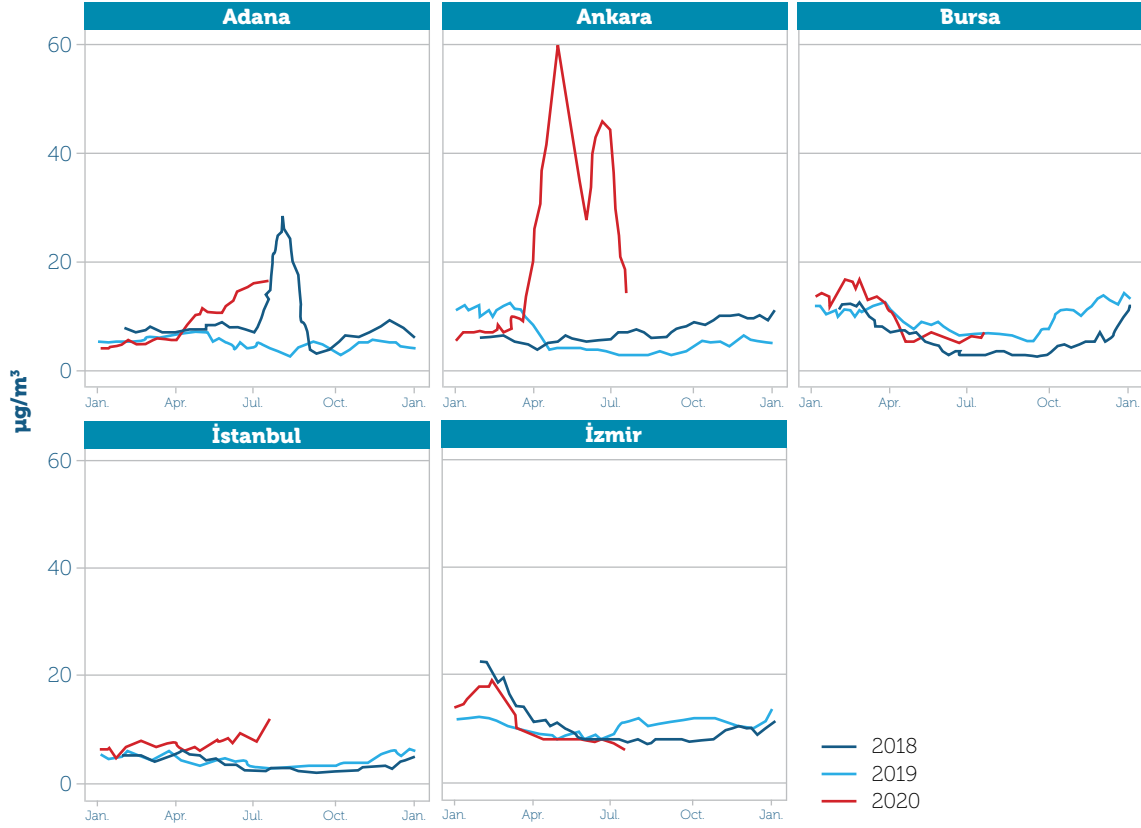 Adana
Ankara
Bursa
60
40
20
0
Jan. Apr. Jul. Oct. Jan.
Jan. Apr. Jul. Oct. Jan.
Jan. Apr. Jul. Oct. Jan.
µg/m³
İstanbul
İzmir
60
40
20
0
Jan. Apr. Jul. Oct. Jan.
Jan. Apr. Jul. Oct. Jan.
2018
2019
2020